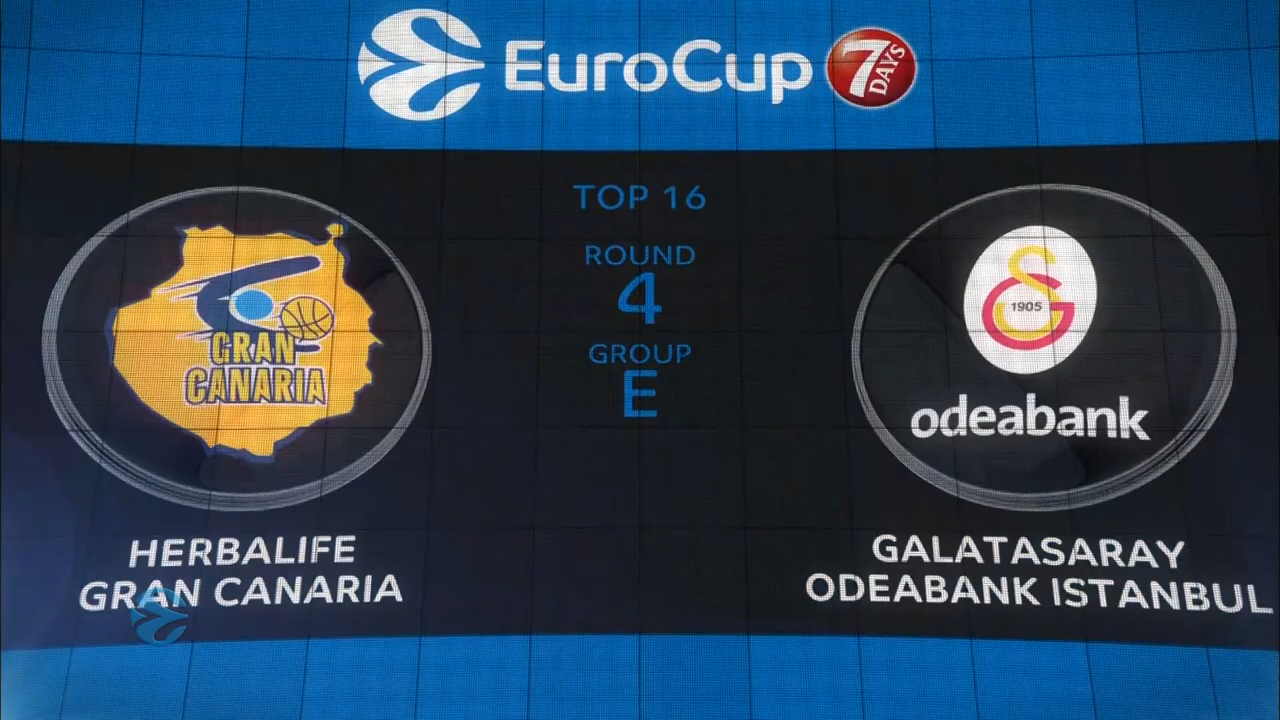 EuroCup 7DAYS
TOP 16
ROUND
4
GROUP
E
GRAN
CANARIA
1905
odeabank
HERBALIFE
GRAN CANARIA
GALATASARAY
ODEABANK ISTANBUL